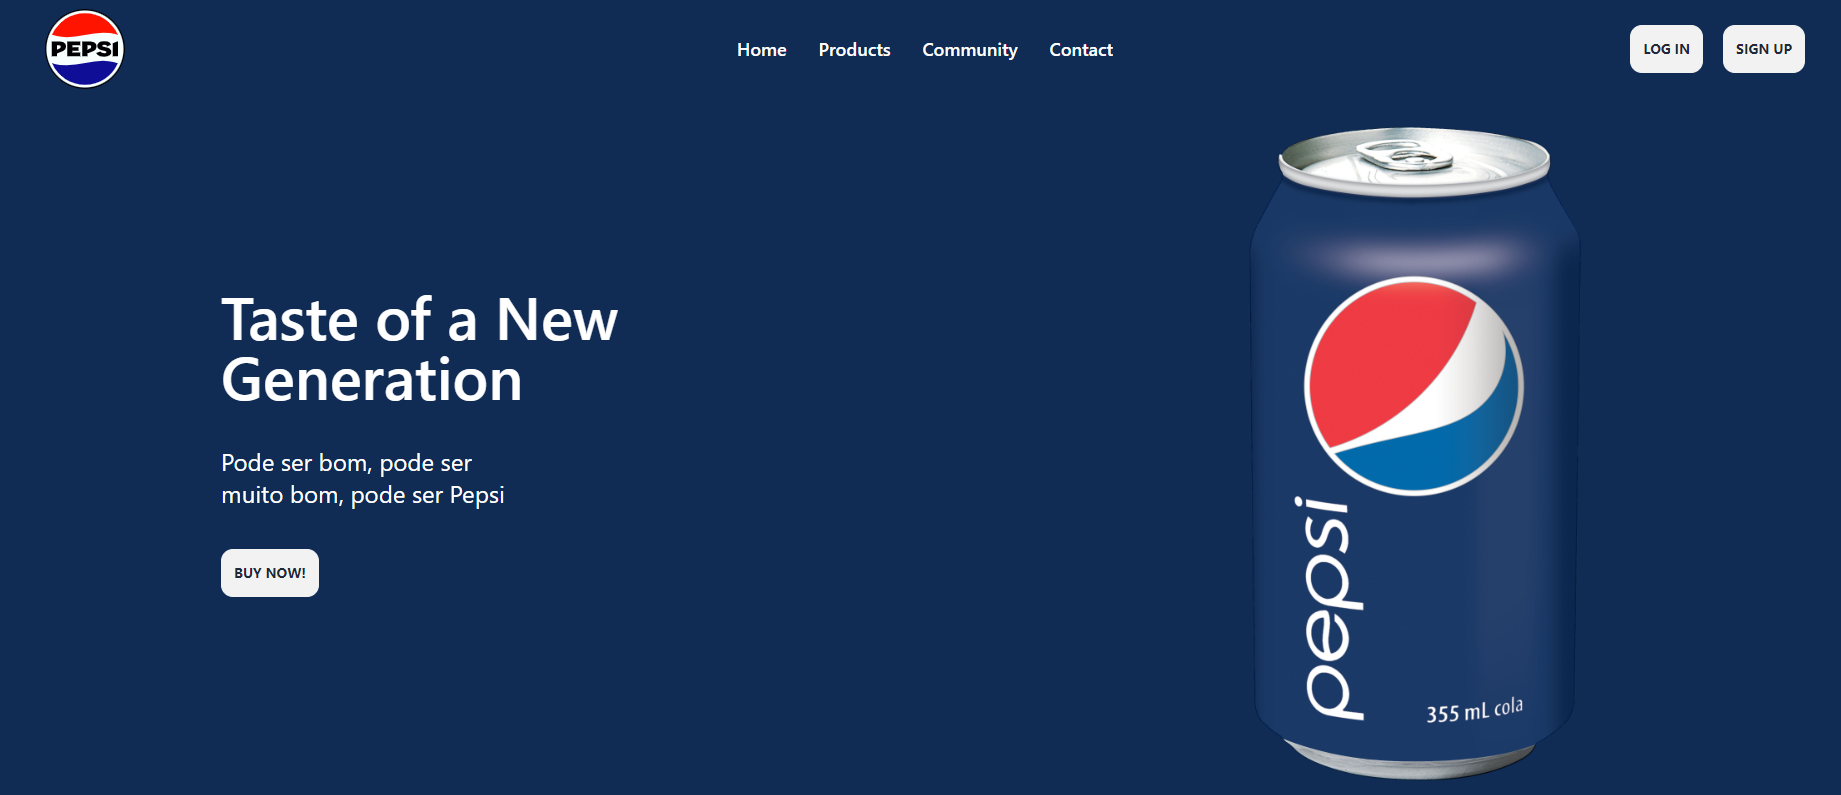 PEPSI
Home
Products
Community
Contact
LOG IN
SIGN UP
Taste of a New
Generation
Pode ser bom, pode ser
muito bom, pode ser Pepsi
BUY NOW!
pepsi
355 mL cola